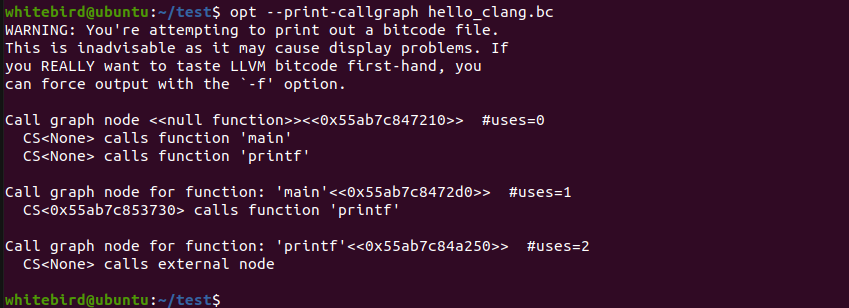 whitebird@ubuntu:~/test$ opt --print-callgraph hello_clang.bc
WARNING: You're attempting to print out a bitcode file.
This is inadvisable as it may cause display problems. If
you REALLY want to taste LLVM bitcode first-hand, you
can force output with the `-f' option.

Call graph node <<null function>><<0x55ab7c847210>>  #uses=0
  CS<None> calls function 'main'
  CS<None> calls function 'printf'

Call graph node for function: 'main'<<0x55ab7c8472d0>>  #uses=1
  CS<0x55ab7c853730> calls function 'printf'

Call graph node for function: 'printf'<<0x55ab7c84a250>>  #uses=2
  CS<None> calls external node

whitebird@ubuntu:~/test$